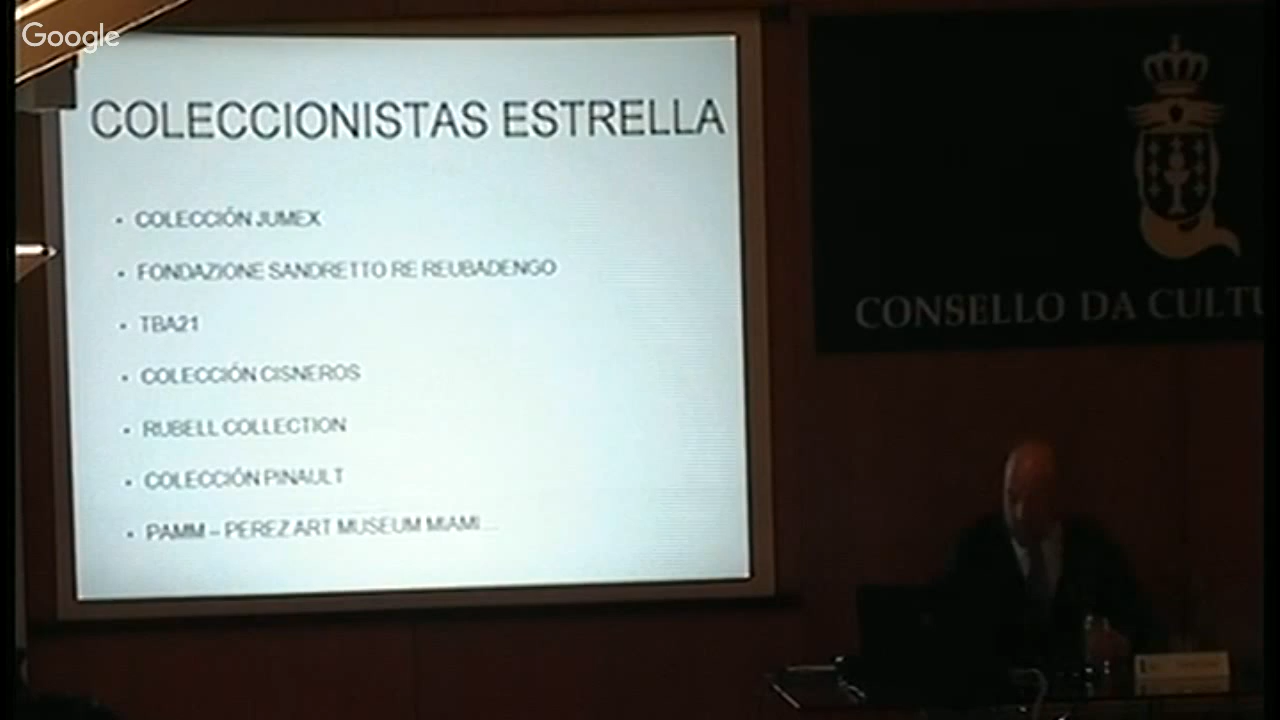 Google
COLECCIONISTAS ESTRELLA
• COLECCIÓN JUMEX
• FONDAZIONE SANDRETTO RE REUBADENGO
• TBA21
• COLECCIÓN CISNEROS
• RUBELL COLLECTION
• COLECCIÓN PINAULT
• PAMM – PEREZ ART MUSEUM MIAMI...
CONSELLO DA CULTU